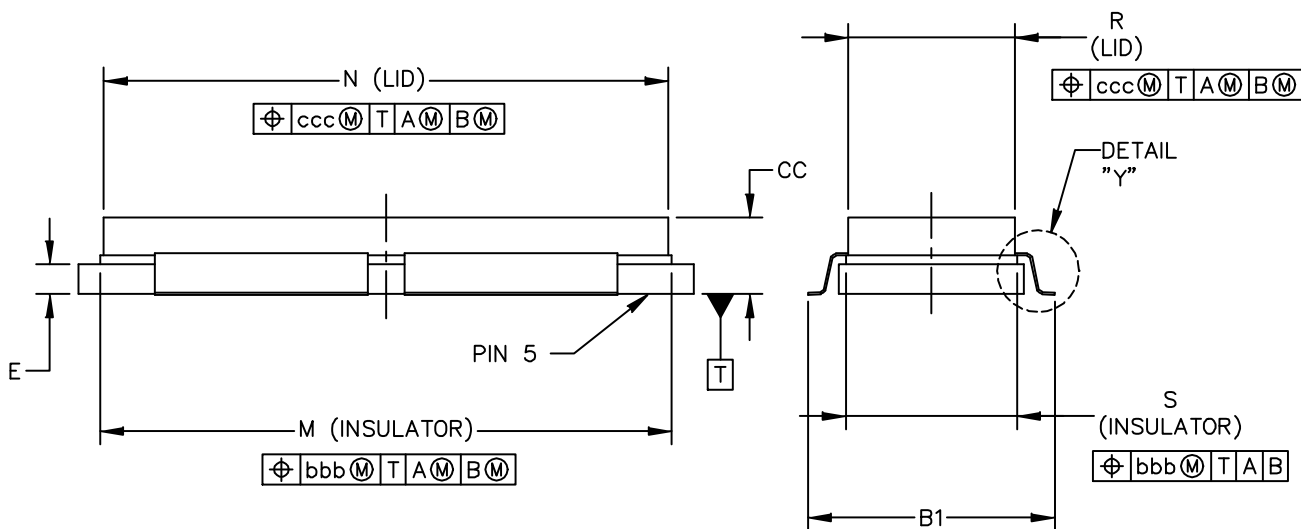 R
(LID)
⌖ ccc Ⓜ T A Ⓜ B Ⓜ
N (LID)
⌖ ccc Ⓜ T A Ⓜ B Ⓜ
DETAIL
"Y"
CC
E
PIN 5
T
M (INSULATOR)
⌖ bbb Ⓜ T A Ⓜ B Ⓜ
S
(INSULATOR)
⌖ bbb Ⓜ T A B
B1